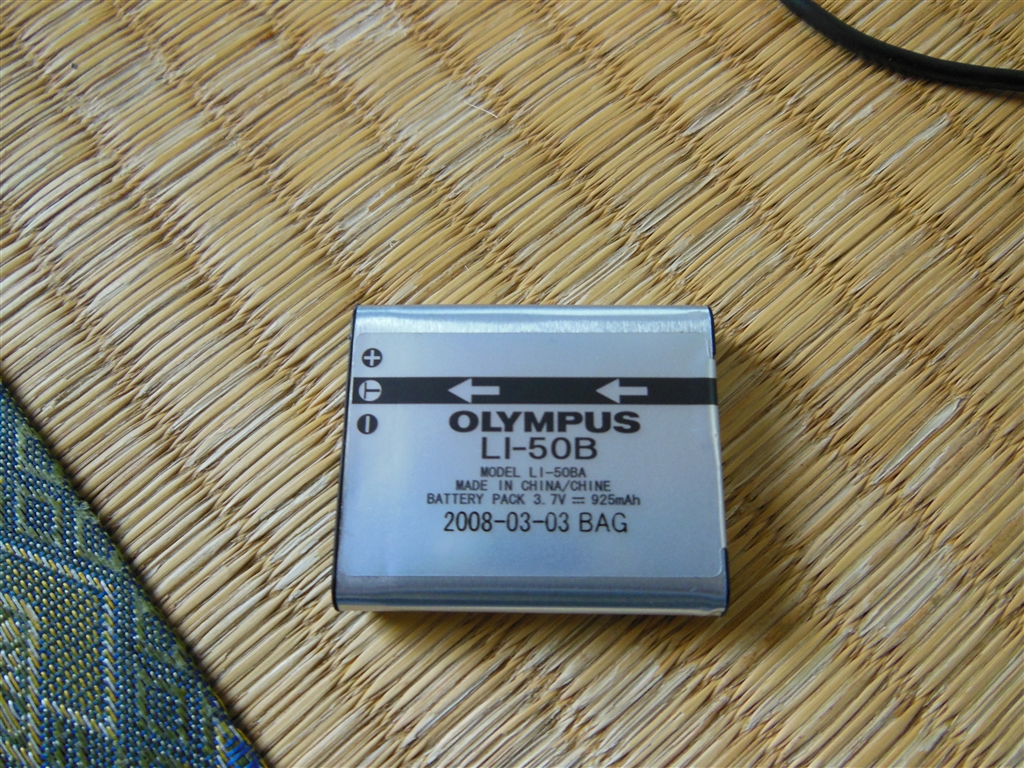 OLYMPUS
LI-50B
MODEL LI-50BA
MADE IN CHINA/CHINE
BATTERY PACK 3.7V ⎓ 925mAh
2008-03-03 BAG